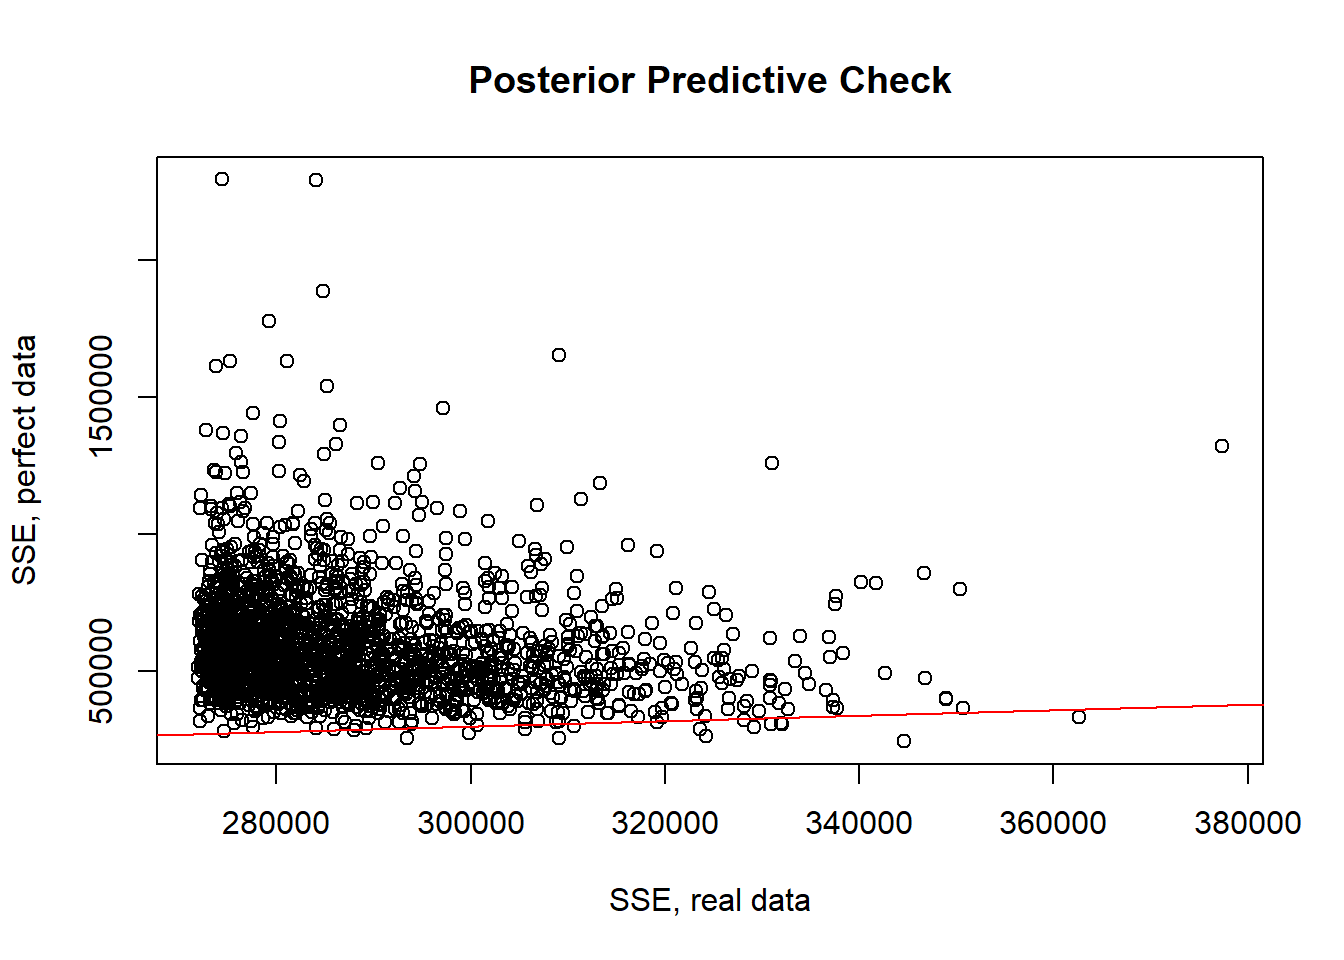 Posterior Predictive Check
SSE, perfect data
1500000
500000
280000 300000 320000 340000 360000 380000
SSE, real data